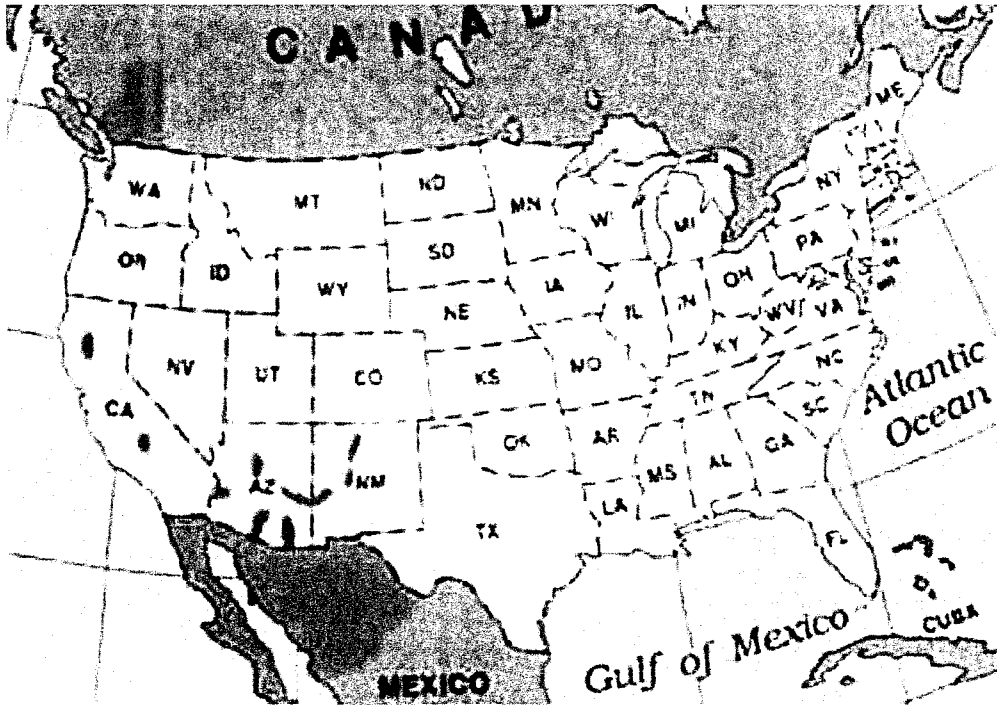 CANAD
ME
WA
MT
ND
MN
WI
MI
NY
OR
ID
SD
WY
IA
NE
IL
IN
OH
PA
WV
VA
NV
UT
CO
KS
MO
KY
NC
CA
TN
SC
OK
AR
AZ
NM
MS
AL
GA
LA
TX
FL
Atlantic
Ocean
Gulf of Mexico
CUBA
MEXICO